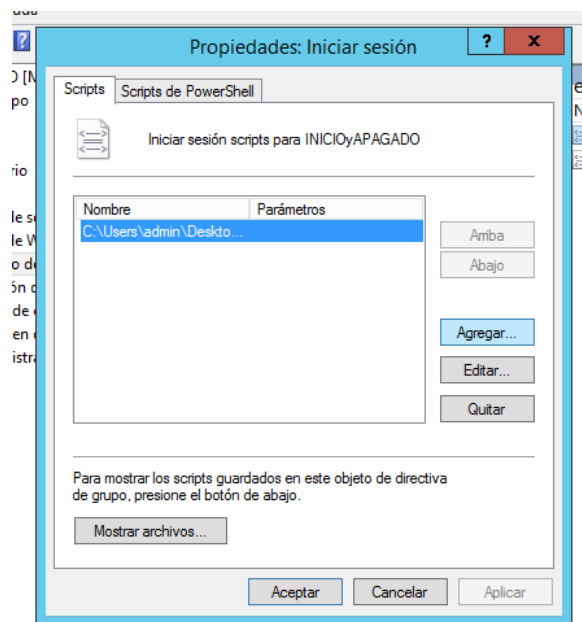 Propiedades: Iniciar sesión
?
x
Scripts
Scripts de PowerShell
Iniciar sesión scripts para INICIOyAPAGADO
Nombre Parámetros
C:\Users\admin\Deskto...
Arriba
Abajo
Agregar...
Editar...
Quitar
Para mostrar los scripts guardados en este objeto de directiva
de grupo, presione el botón de abajo.
Mostrar archivos...
Aceptar Cancelar Aplicar